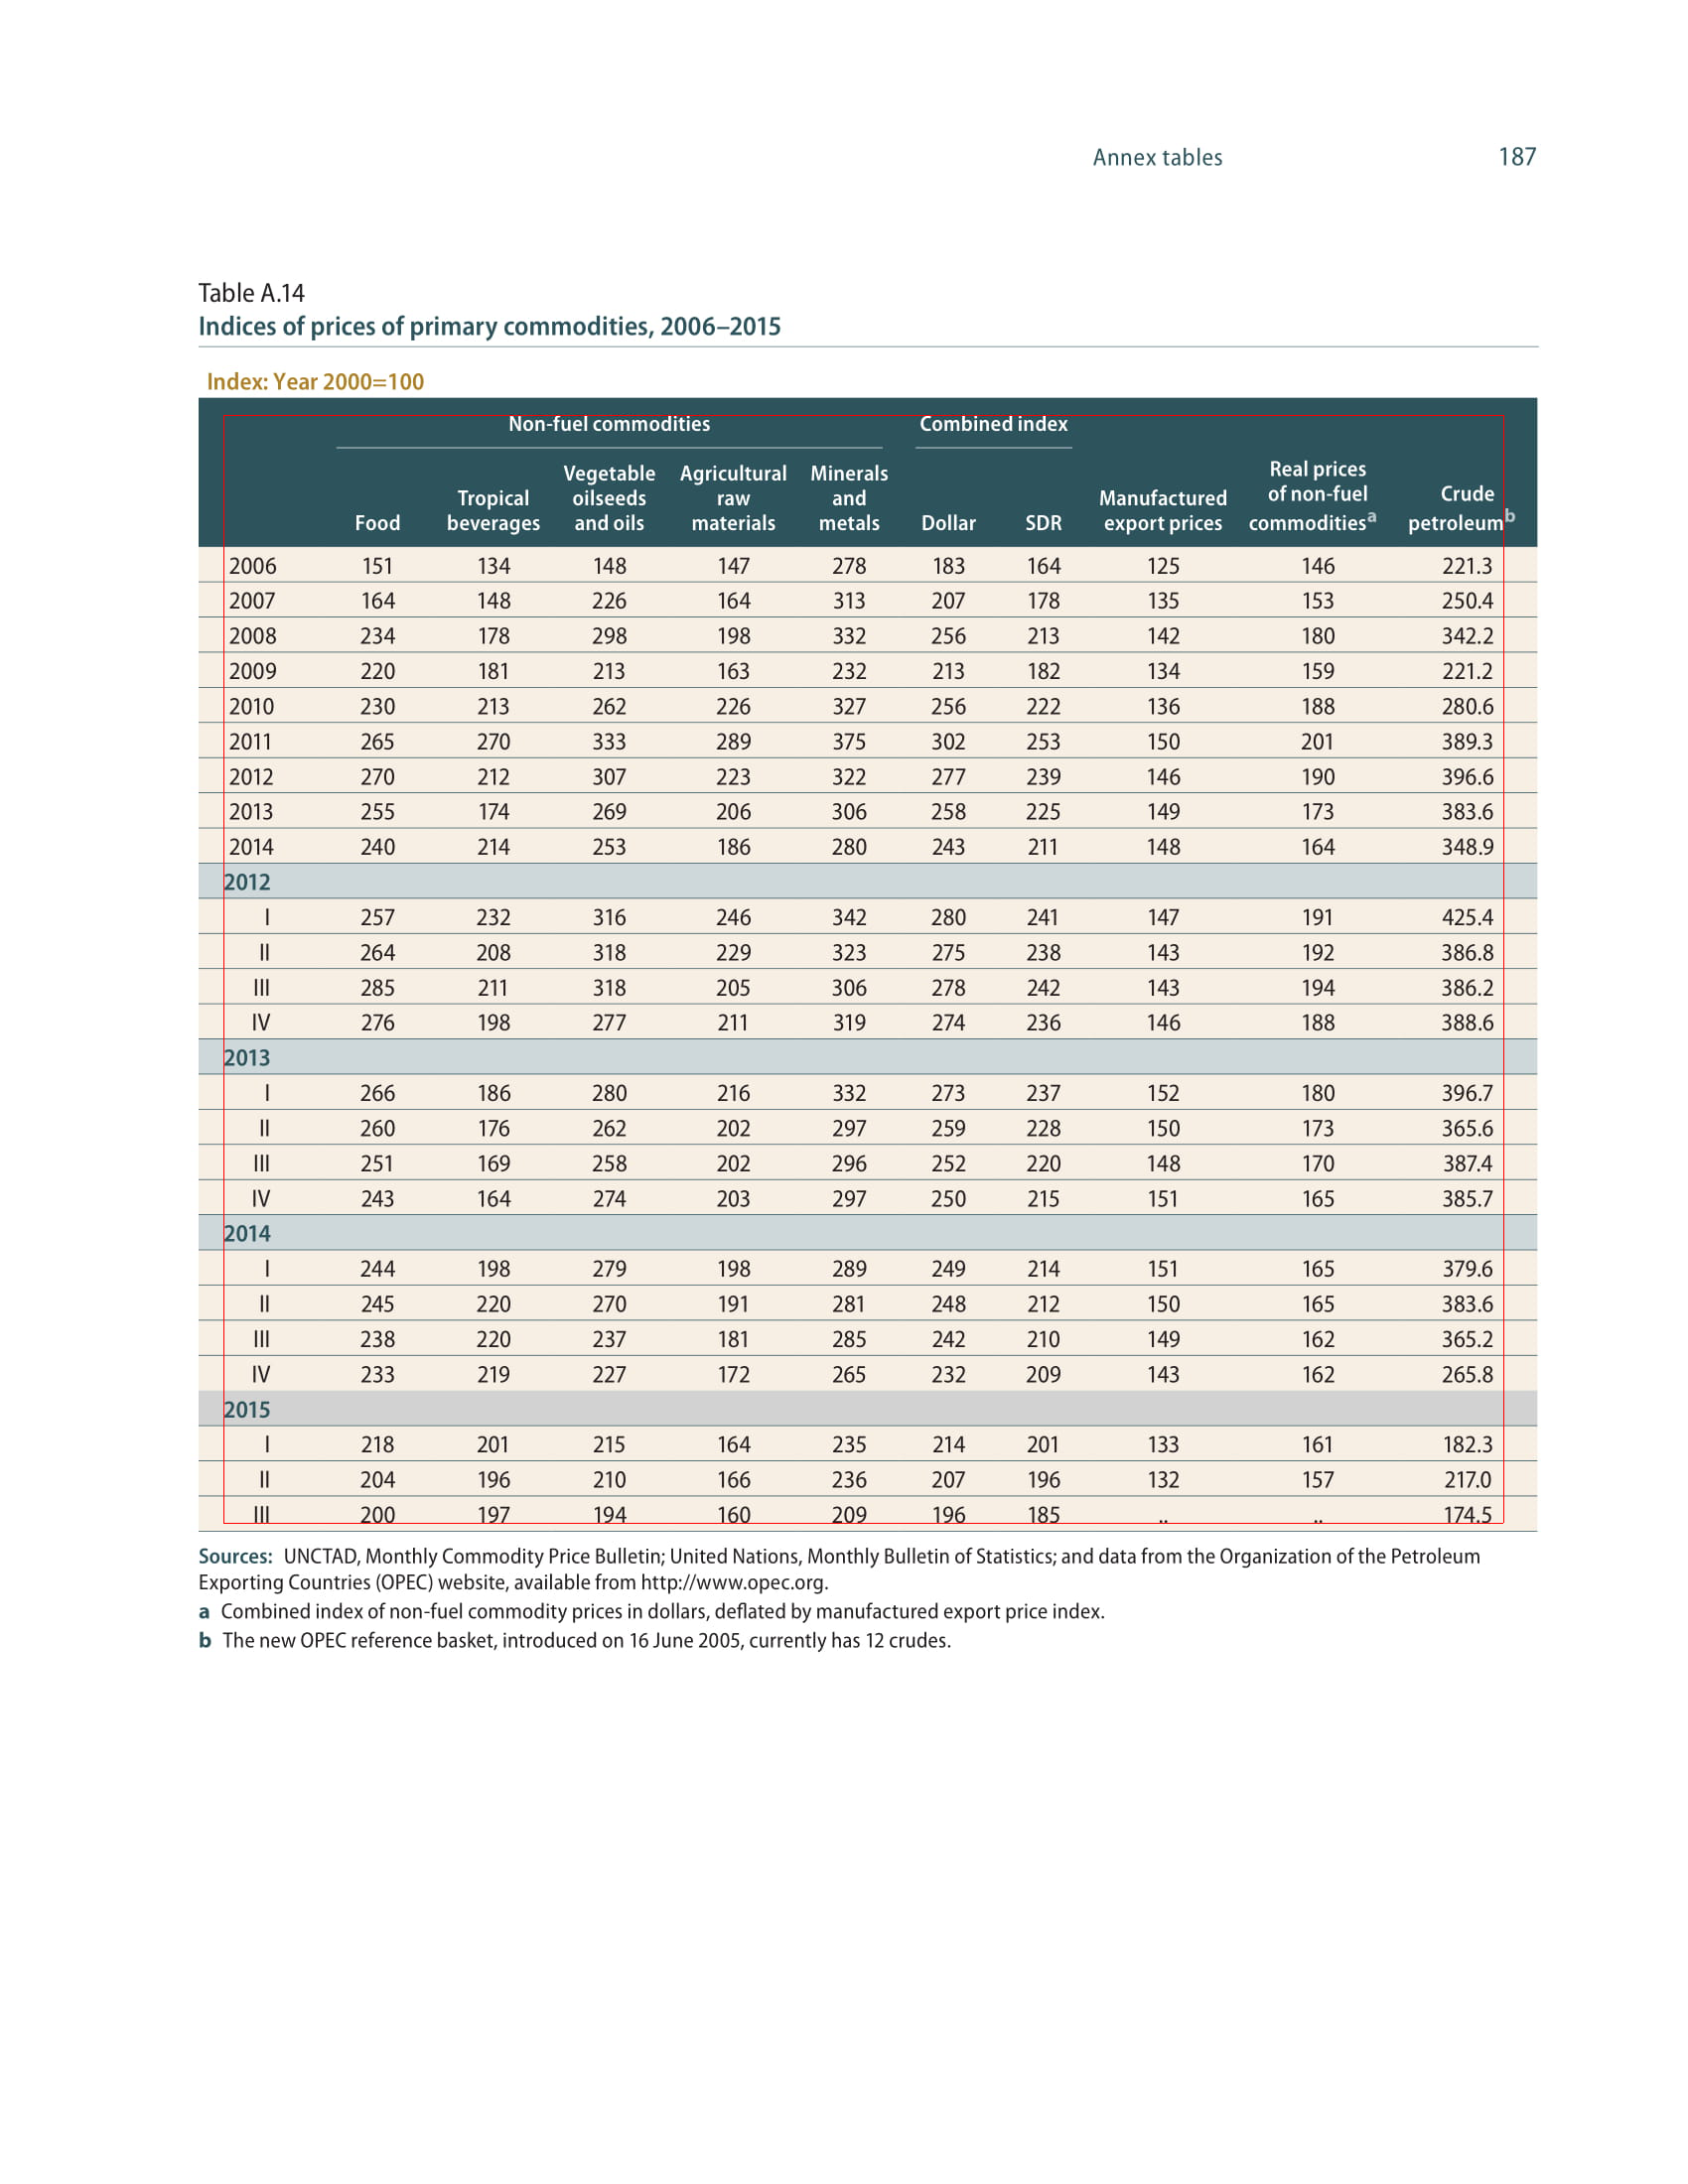 Annex tables 187
Table A.14
Indices of prices of primary commodities, 2006–2015
Index: Year 2000=100
Non-fuel commodities Combined index
Food Tropical beverages Vegetable oilseeds and oils Agricultural raw materials Minerals and metals Dollar SDR Manufactured export prices Real prices of non-fuel commodities a Crude petroleum b
2006 151 134 148 147 278 183 164 125 146 221.3
2007 164 148 226 164 313 207 178 135 153 250.4
2008 234 178 298 198 332 256 213 142 180 342.2
2009 220 181 213 163 232 213 182 134 159 221.2
2010 230 213 262 226 327 256 222 136 188 280.6
2011 265 270 333 289 375 302 253 150 201 389.3
2012 270 212 307 223 322 277 239 146 190 396.6
2013 255 174 269 206 306 258 225 149 173 383.6
2014 240 214 253 186 280 243 211 148 164 348.9
2012
I 257 232 316 246 342 280 241 147 191 425.4
II 264 208 318 229 323 275 238 143 192 386.8
III 285 211 318 205 306 278 242 143 194 386.2
IV 276 198 277 211 319 274 236 146 188 388.6
2013
I 266 186 280 216 332 273 237 152 180 396.7
II 260 176 262 202 297 259 228 150 173 365.6
III 251 169 258 202 296 252 220 148 170 387.4
IV 243 164 274 203 297 250 215 151 165 385.7
2014
I 244 198 279 198 289 249 214 151 165 379.6
II 245 220 270 191 281 248 212 150 165 383.6
III 238 220 237 181 285 242 210 149 162 365.2
IV 233 219 227 172 265 232 209 143 162 265.8
2015
I 218 201 215 164 235 214 201 133 161 182.3
II 204 196 210 166 236 207 196 132 157 217.0
III 200 197 194 160 209 196 185 .. .. 174.5
Sources: UNCTAD, Monthly Commodity Price Bulletin; United Nations, Monthly Bulletin of Statistics; and data from the Organization of the Petroleum
Exporting Countries (OPEC) website, available from http://www.opec.org.
a Combined index of non-fuel commodity prices in dollars, deflated by manufactured export price index.
b The new OPEC reference basket, introduced on 16 June 2005, currently has 12 crudes.